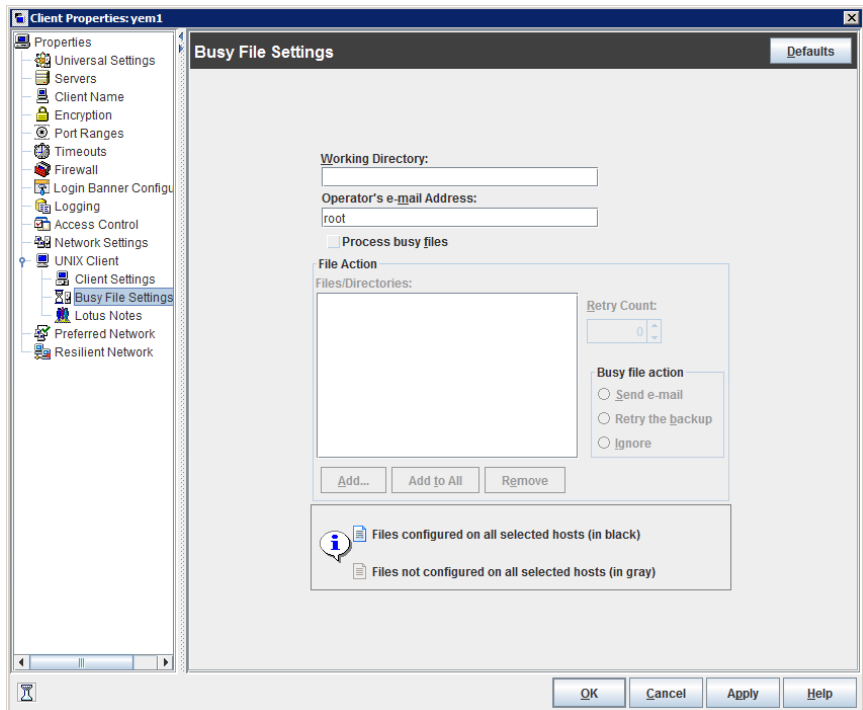 Client Properties: yem1
Properties
Universal Settings
Servers
Client Name
Encryption
Port Ranges
Timeouts
Firewall
Login Banner Configu
Logging
Access Control
Network Settings
UNIX Client
Client Settings
Busy File Settings
Lotus Notes
Preferred Network
Resilient Network
Busy File Settings
Defaults
Working Directory:
Operator's e-mail Address:
root
Process busy files
File Action
Files/Directories:
Retry Count:
0
Busy file action
Send e-mail
Retry the backup
Ignore
Add... Add to All Remove
Files configured on all selected hosts (in black)
Files not configured on all selected hosts (in gray)
OK Cancel Apply Help